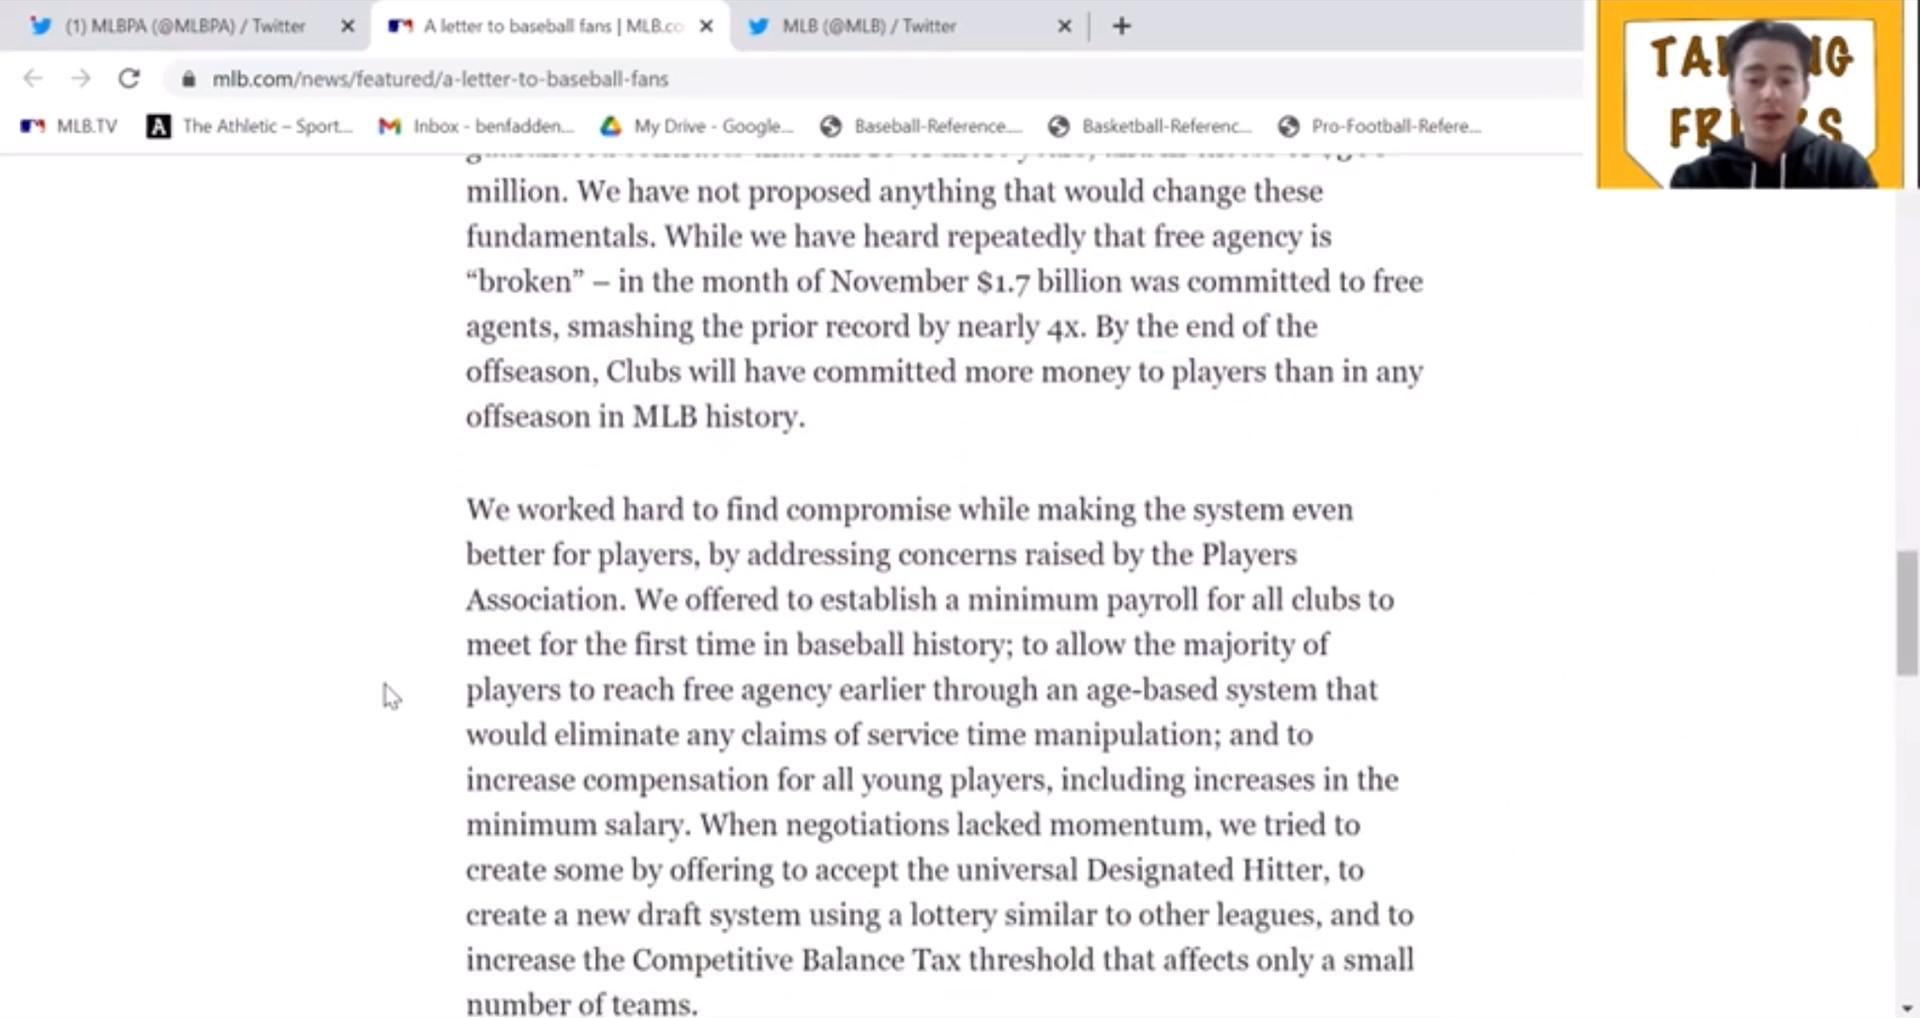 (1) MLBPA (@MLBPA) / Twitter
A letter to baseball fans | MLB.co
MLB (@MLB) / Twitter
mlb.com/news/featured/a-letter-to-baseball-fans
MLB.TV
A The Athletic – Sport...
Inbox - benfadden...
My Drive - Google...
Baseball-Reference....
Basketball-Referenc...
Pro-Football-Refere...
million. We have not proposed anything that would change these
fundamentals. While we have heard repeatedly that free agency is
“broken” – in the month of November $1.7 billion was committed to free
agents, smashing the prior record by nearly 4x. By the end of the
offseason, Clubs will have committed more money to players than in any
offseason in MLB history.
We worked hard to find compromise while making the system even
better for players, by addressing concerns raised by the Players
Association. We offered to establish a minimum payroll for all clubs to
meet for the first time in baseball history; to allow the majority of
players to reach free agency earlier through an age-based system that
would eliminate any claims of service time manipulation; and to
increase compensation for all young players, including increases in the
minimum salary. When negotiations lacked momentum, we tried to
create some by offering to accept the universal Designated Hitter, to
create a new draft system using a lottery similar to other leagues, and to
increase the Competitive Balance Tax threshold that affects only a small
number of teams.